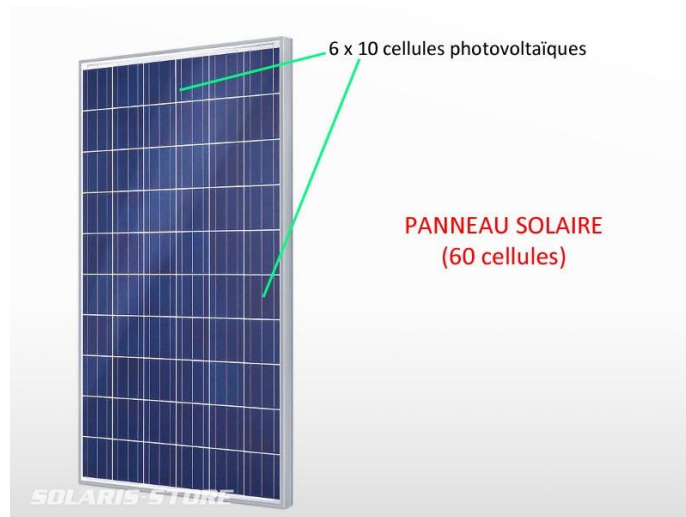 6 x 10 cellules photovoltaïques
PANNEAU SOLAIRE
(60 cellules)
SOLARIS-STORE